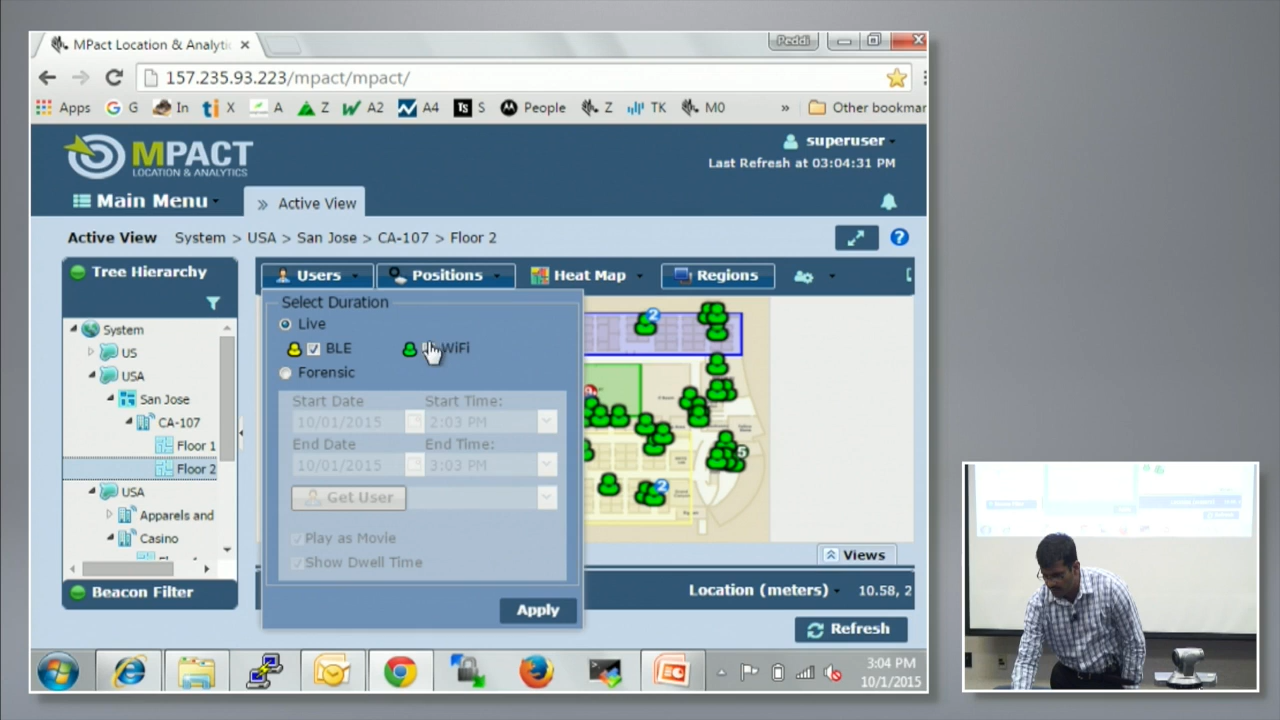 MPact Location & Analytic
Peddi
157.235.93.223/mpact/mpact/
Apps G G In ti X A Z A2 A4 TS S People Z TK M0 » Other bookmar
MPACT
LOCATION & ANALYTICS
superuser
Last Refresh at 03:04:31 PM
Main Menu
» Active View
Active View System > USA > San Jose > CA-107 > Floor 2
?
Tree Hierarchy
System
US
USA
San Jose
CA-107
Floor 1
Floor 2
USA
Apparels and
Casino
Beacon Filter
Users
Positions
Heat Map
Regions
Select Duration
Live
BLE
WiFi
Forensic
Start Date Start Time:
10/01/2015 2:03 PM
End Date End Time:
10/01/2015 3:03 PM
Get User
Play as Movie
Show Dwell Time
Apply
2
5
2
Views
Location (meters) 10.58, 2
Refresh
3:04 PM
10/1/2015